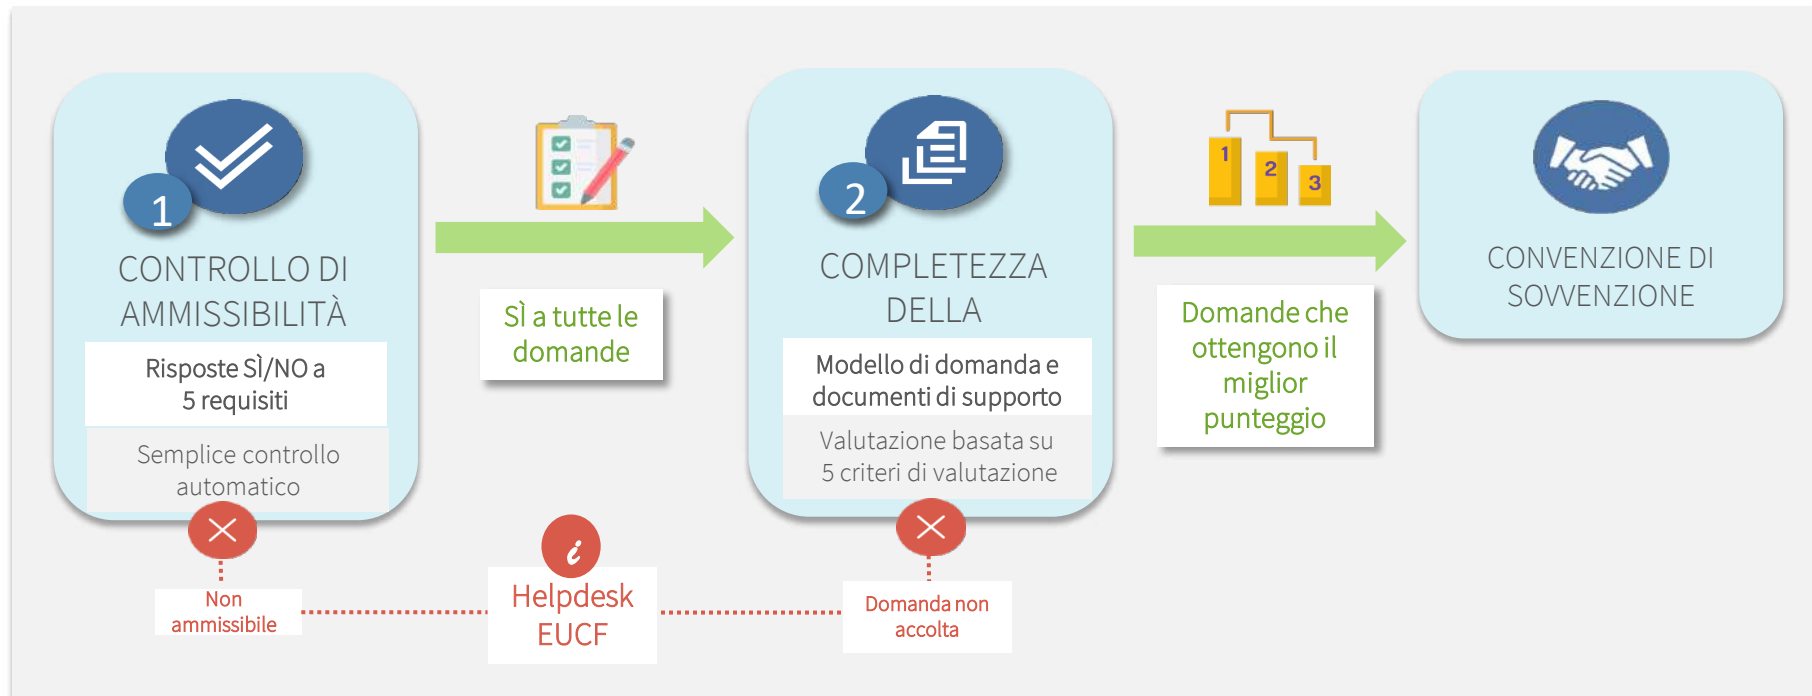 1
CONTROLLO DI
AMMISSIBILITÀ
Risposte SÌ/NO a
5 requisiti
Semplice controllo
automatico
Non
ammissibile
SÌ a tutte le
domande
i
Helpdesk
EUCF
2
COMPLETEZZA
DELLA
Modello di domanda e
documenti di supporto
Valutazione basata su
5 criteri di valutazione
Domanda non
accolta
1
2
3
Domande che
ottengono il
miglior
punteggio
CONVENZIONE DI
SOVVENZIONE